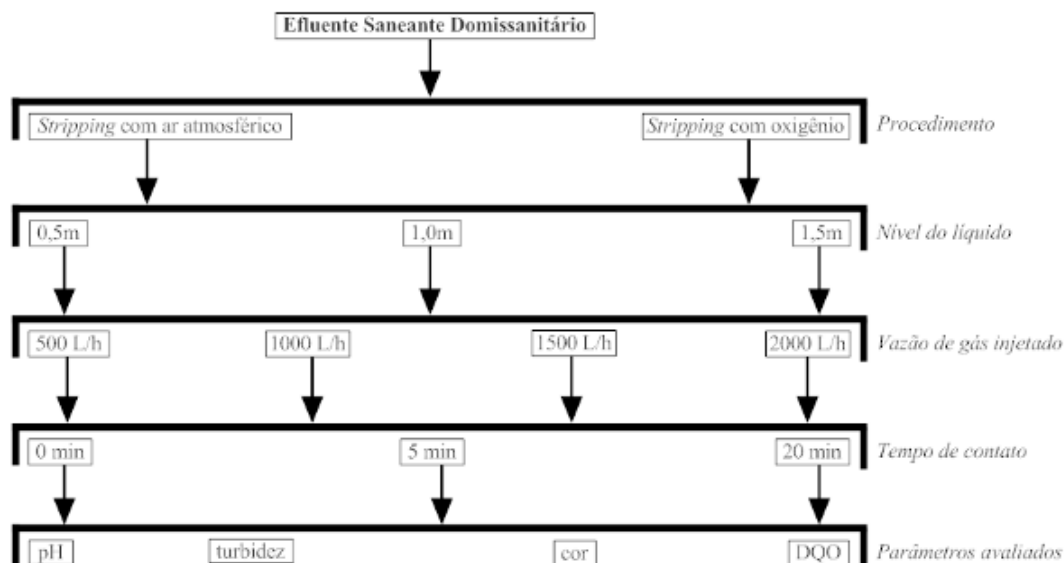 Efluente Saneante Domissanitário
Stripping com ar atmosférico Stripping com oxigênio Procedimento
0,5m 1,0m 1,5m Nível do líquido
500 L/h 1000 L/h 1500 L/h 2000 L/h Vazão de gás injetado
0 min 5 min 20 min Tempo de contato
pH turbidez cor DQO Parâmetros avaliados